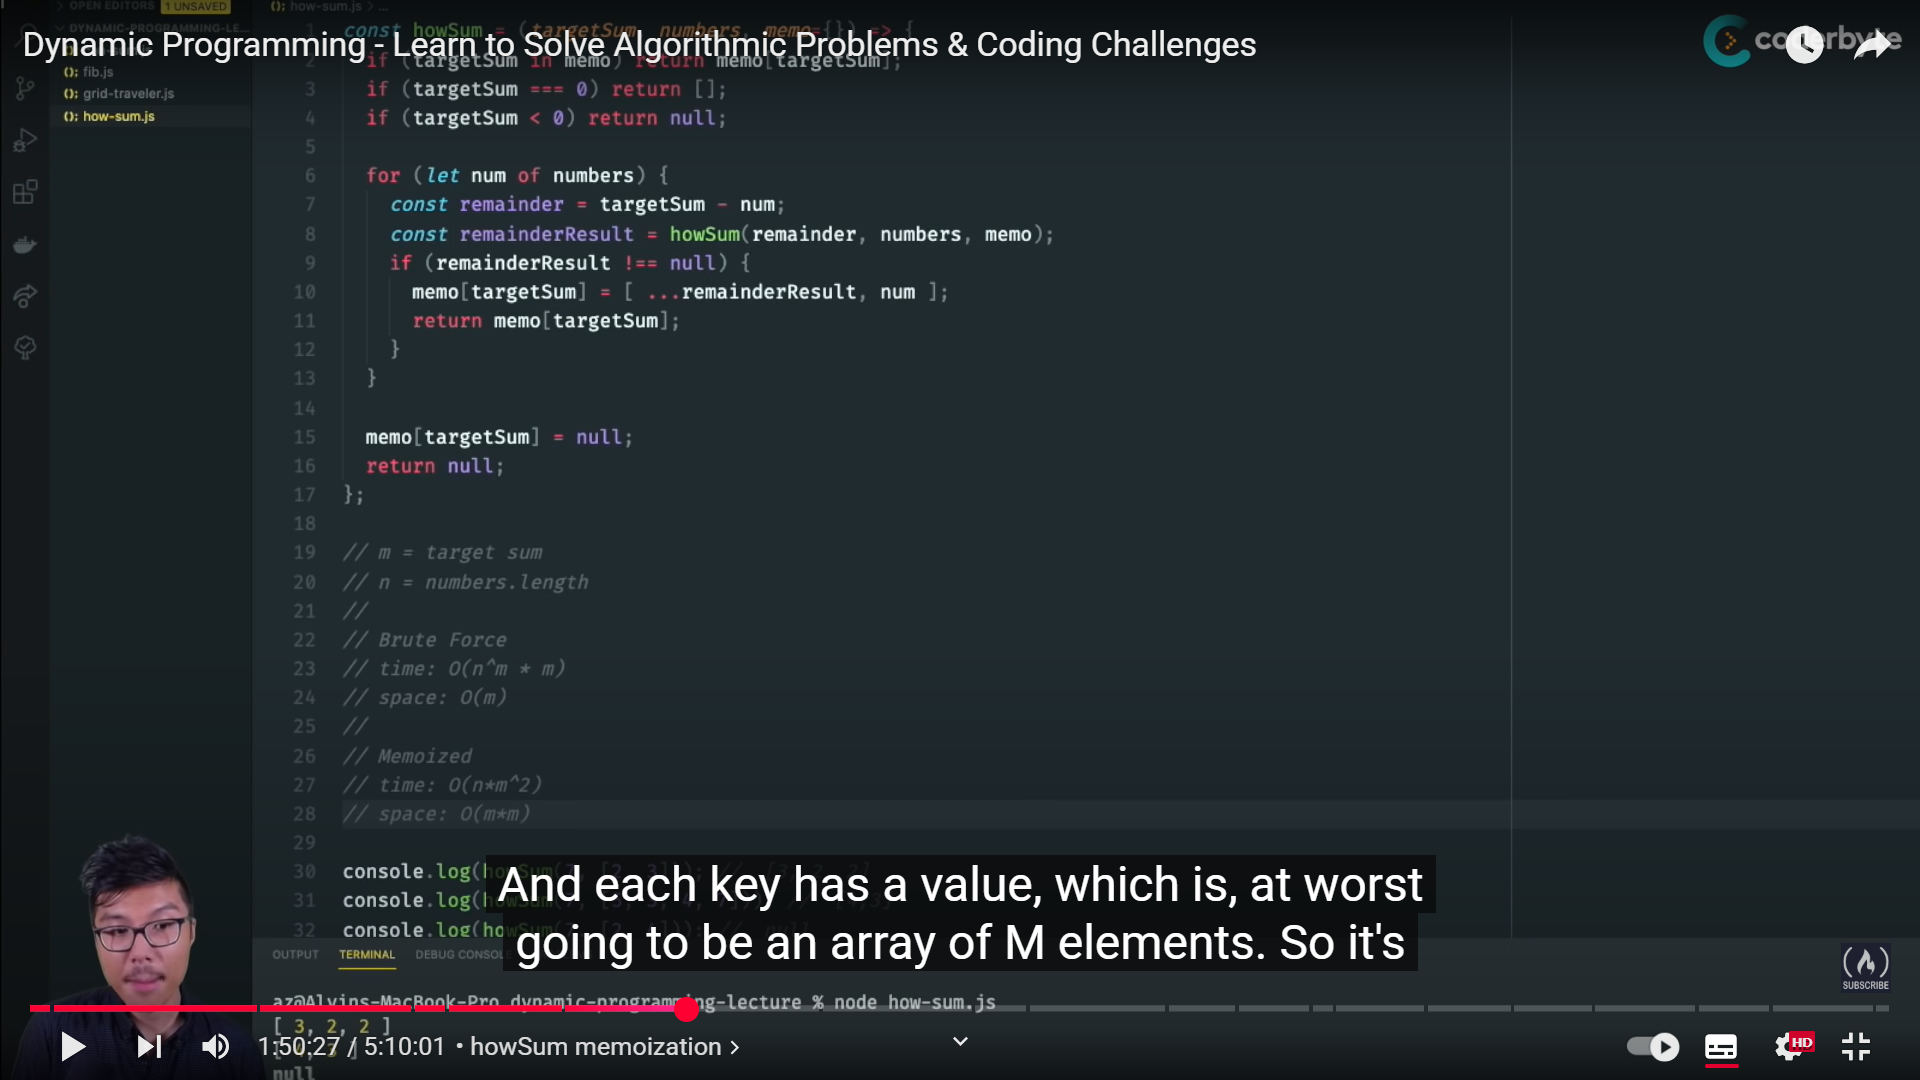 OPEN EDITORS 1 UNSAVED
how-sum.js > ...
DYNAMIC-PROGRAMMING-LE...
Dynamic Programming - Learn to Solve Algorithmic Problems & Coding Challenges
coderbyte
fib.js
grid-traveler.js
how-sum.js
1 const howSum = (targetSum, numbers, memo={}) => {
2 if (targetSum in memo) return memo[targetSum];
3 if (targetSum === 0) return [];
4 if (targetSum < 0) return null;
5
6 for (let num of numbers) {
7 const remainder = targetSum - num;
8 const remainderResult = howSum(remainder, numbers, memo);
9 if (remainderResult !== null) {
10 memo[targetSum] = [ ...remainderResult, num ];
11 return memo[targetSum];
12 }
13 }
14
15 memo[targetSum] = null;
16 return null;
17 };
18
19 // m = target sum
20 // n = numbers.length
21 //
22 // Brute Force
23 // time: O(n^m * m)
24 // space: O(m)
25 //
26 // Memoized
27 // time: O(n*m^2)
28 // space: O(m*m)
29
30 console.log(
31 console.log(
32 console.log(
And each key has a value, which is, at worst
going to be an array of M elements. So it's
OUTPUT TERMINAL DEBUG CONSOLE
SUBSCRIBE
az@Alvins-MacBook-Pro dynamic-programming-lecture % node how-sum.js
[ 3, 2, 2 ]
1:50:27 / 5:10:01 • howSum memoization >
HD
null